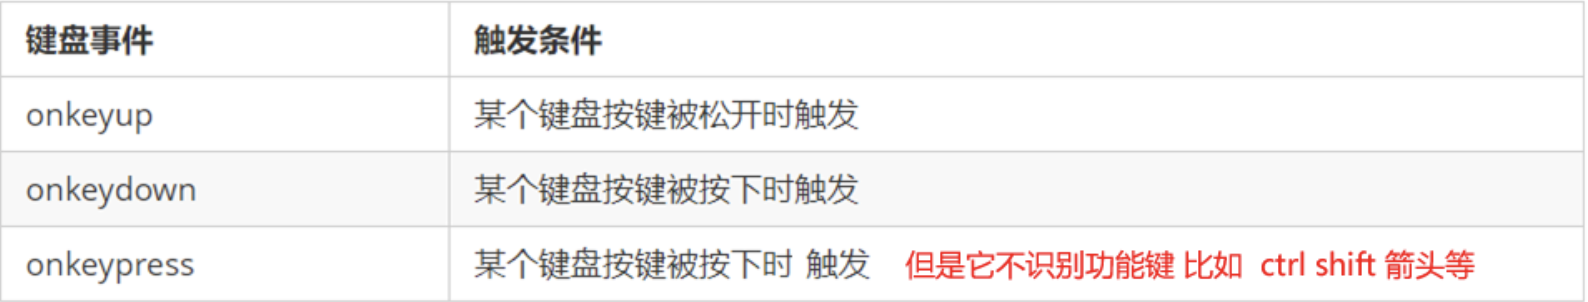 键盘事件 触发条件
onkeyup 某个键盘按键被松开时触发
onkeydown 某个键盘按键被按下时触发
onkeypress 某个键盘按键被按下时 触发 但是它不识别功能键 比如 ctrl shift 箭头等